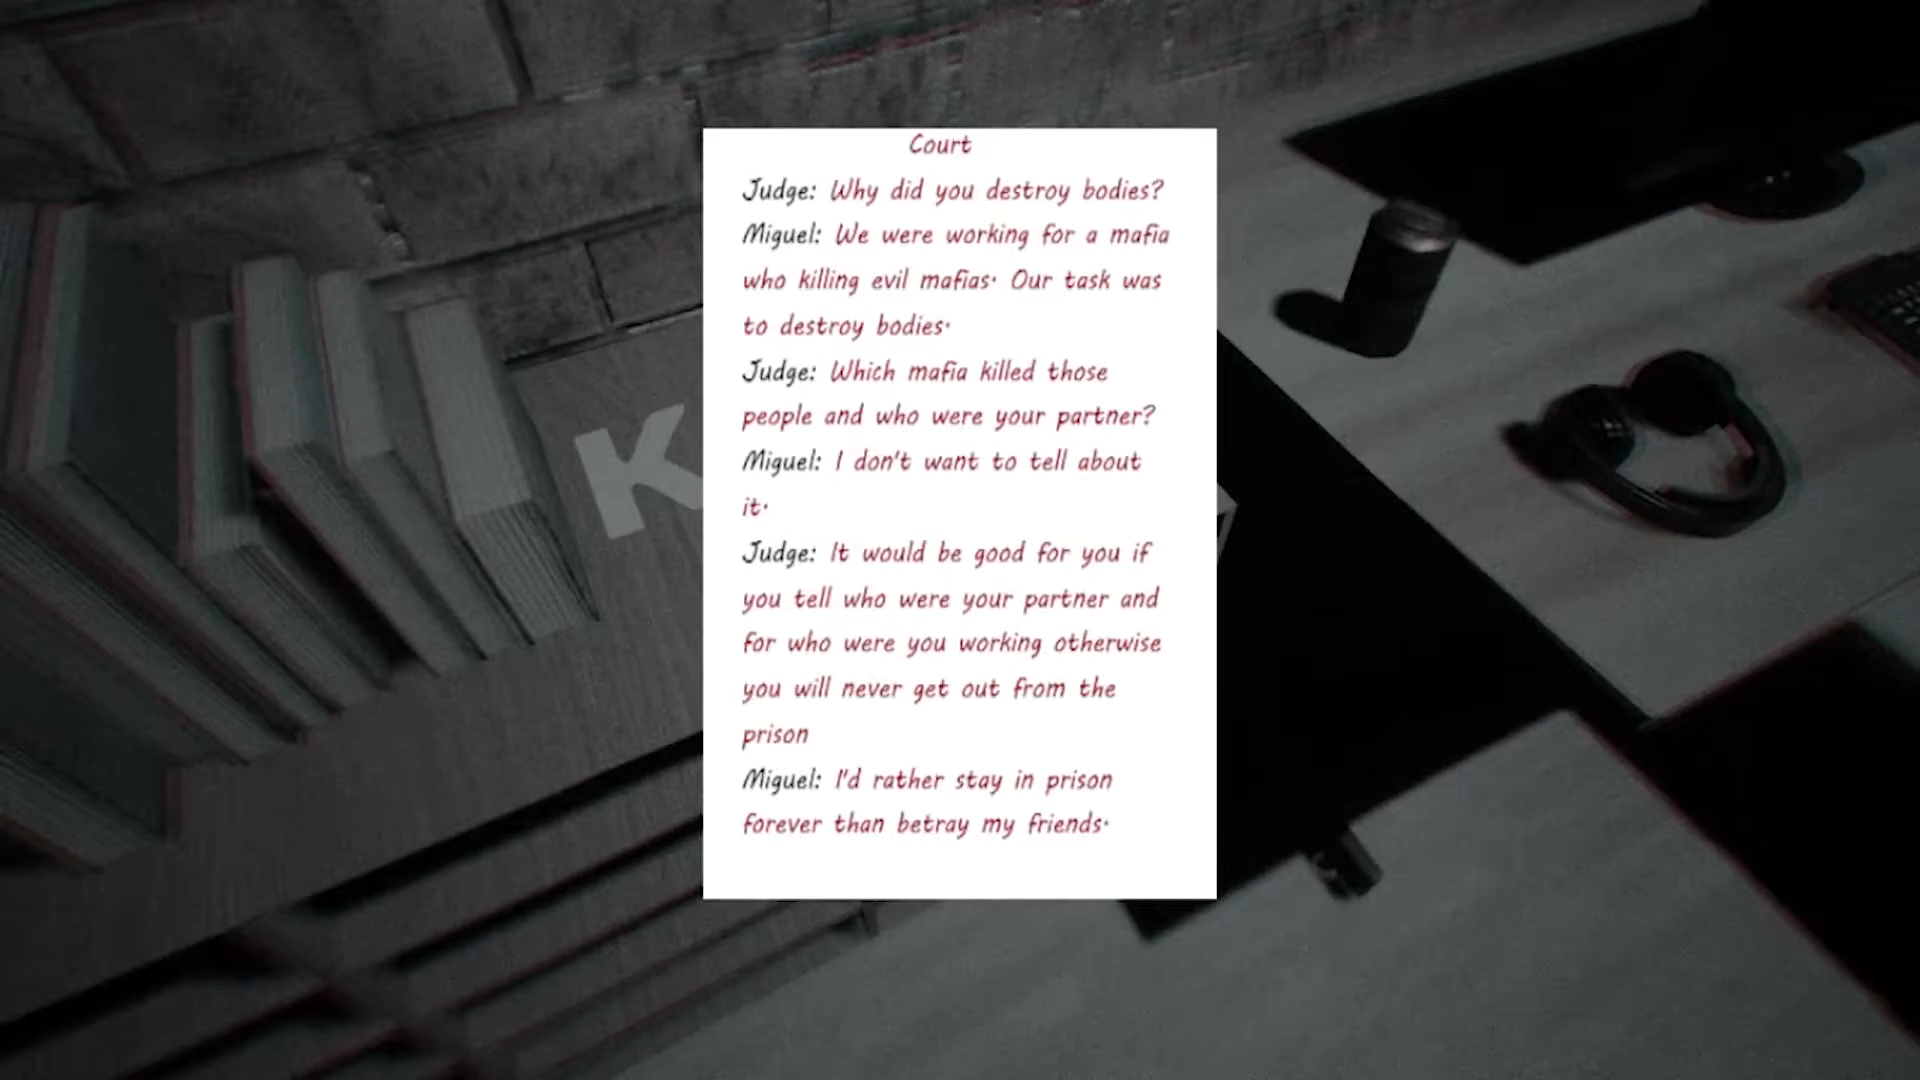 Court
Judge: Why did you destroy bodies?
Miguel: We were working for a mafia
who killing evil mafias. Our task was
to destroy bodies.
Judge: Which mafia killed those
people and who were your partner?
Miguel: I don't want to tell about
it.
Judge: It would be good for you if
you tell who were your partner and
for who were you working otherwise
you will never get out from the
prison
Miguel: I'd rather stay in prison
forever than betray my friends.